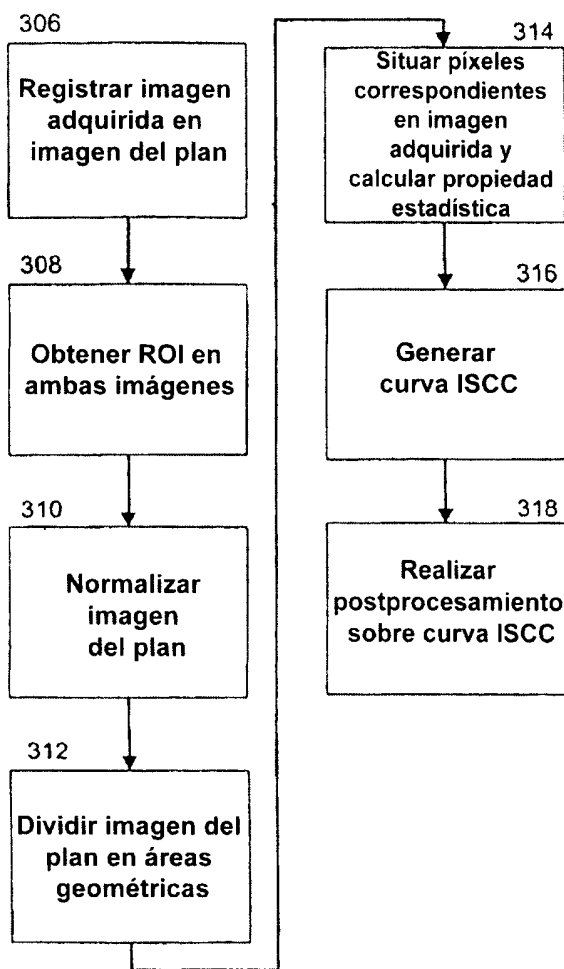 306
Registrar imagen
adquirida en
imagen del plan
308
Obtener ROI en
ambas imágenes
310
Normalizar
imagen
del plan
312
Dividir imagen del
plan en áreas
geométricas
314
Situar píxeles
correspondientes
en imagen
adquirida y
calcular propiedad
estadística
316
Generar
curva ISCC
318
Realizar
postprocesamiento
sobre curva ISCC